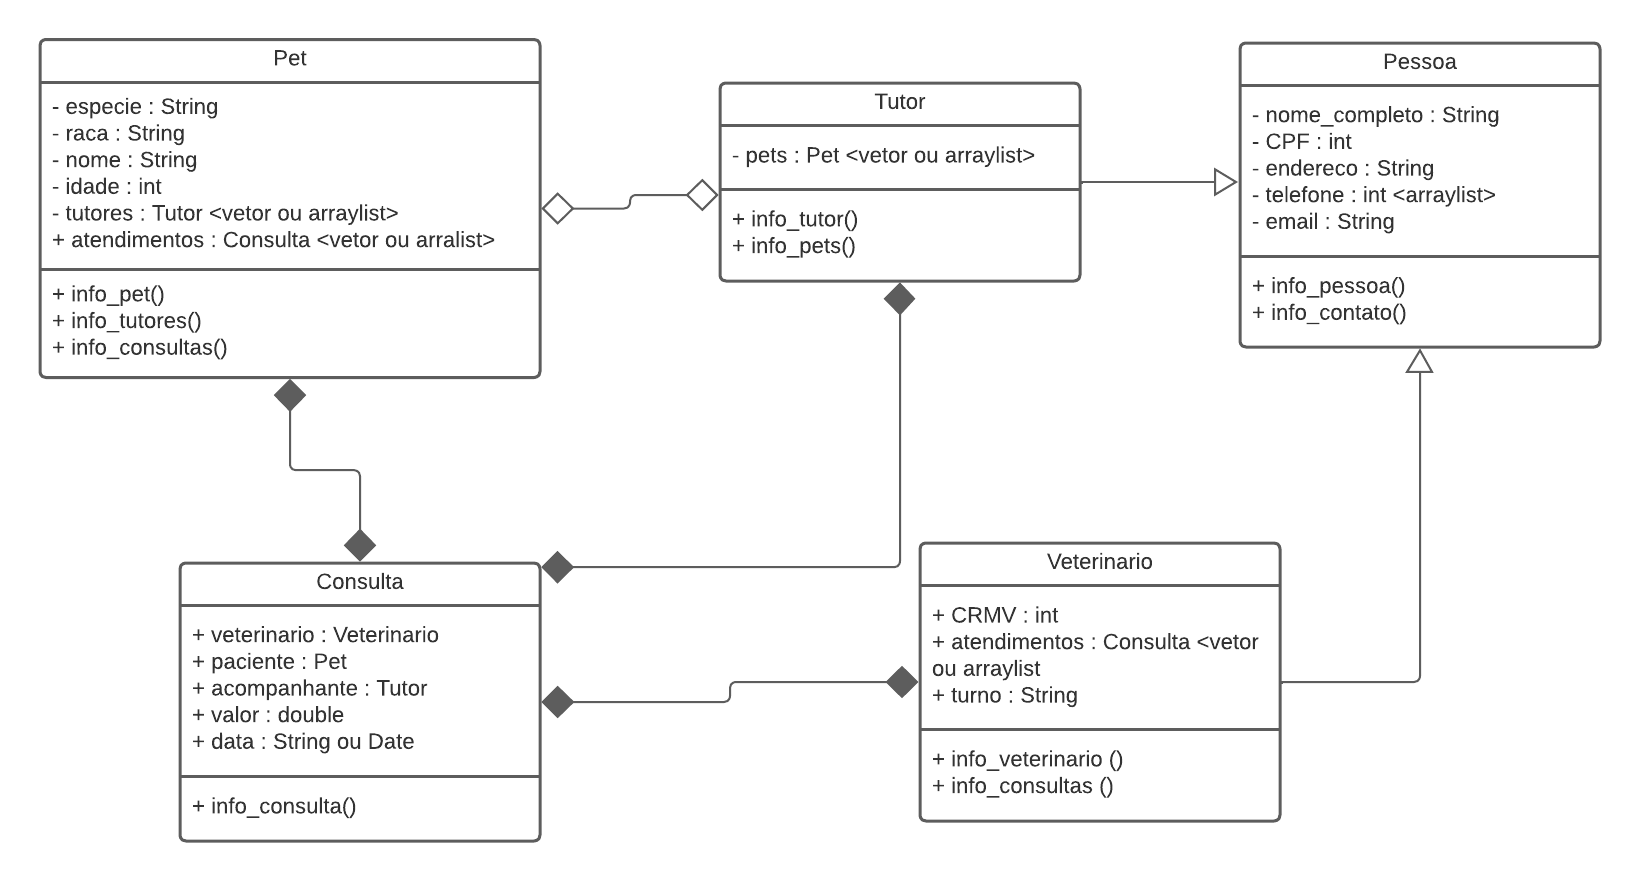 Pet
- especie : String
- raca : String
- nome : String
- idade : int
- tutores : Tutor <vetor ou arraylist>
+ atendimentos : Consulta <vetor ou arralist>
+ info_pet()
+ info_tutores()
+ info_consultas()
Tutor
- pets : Pet <vetor ou arraylist>
+ info_tutor()
+ info_pets()
Pessoa
- nome_completo : String
- CPF : int
- endereco : String
- telefone : int <arraylist>
- email : String
+ info_pessoa()
+ info_contato()
Consulta
+ veterinario : Veterinario
+ paciente : Pet
+ acompanhante : Tutor
+ valor : double
+ data : String ou Date
+ info_consulta()
Veterinario
+ CRMV : int
+ atendimentos : Consulta <vetor
ou arraylist
+ turno : String
+ info_veterinario ()
+ info_consultas ()